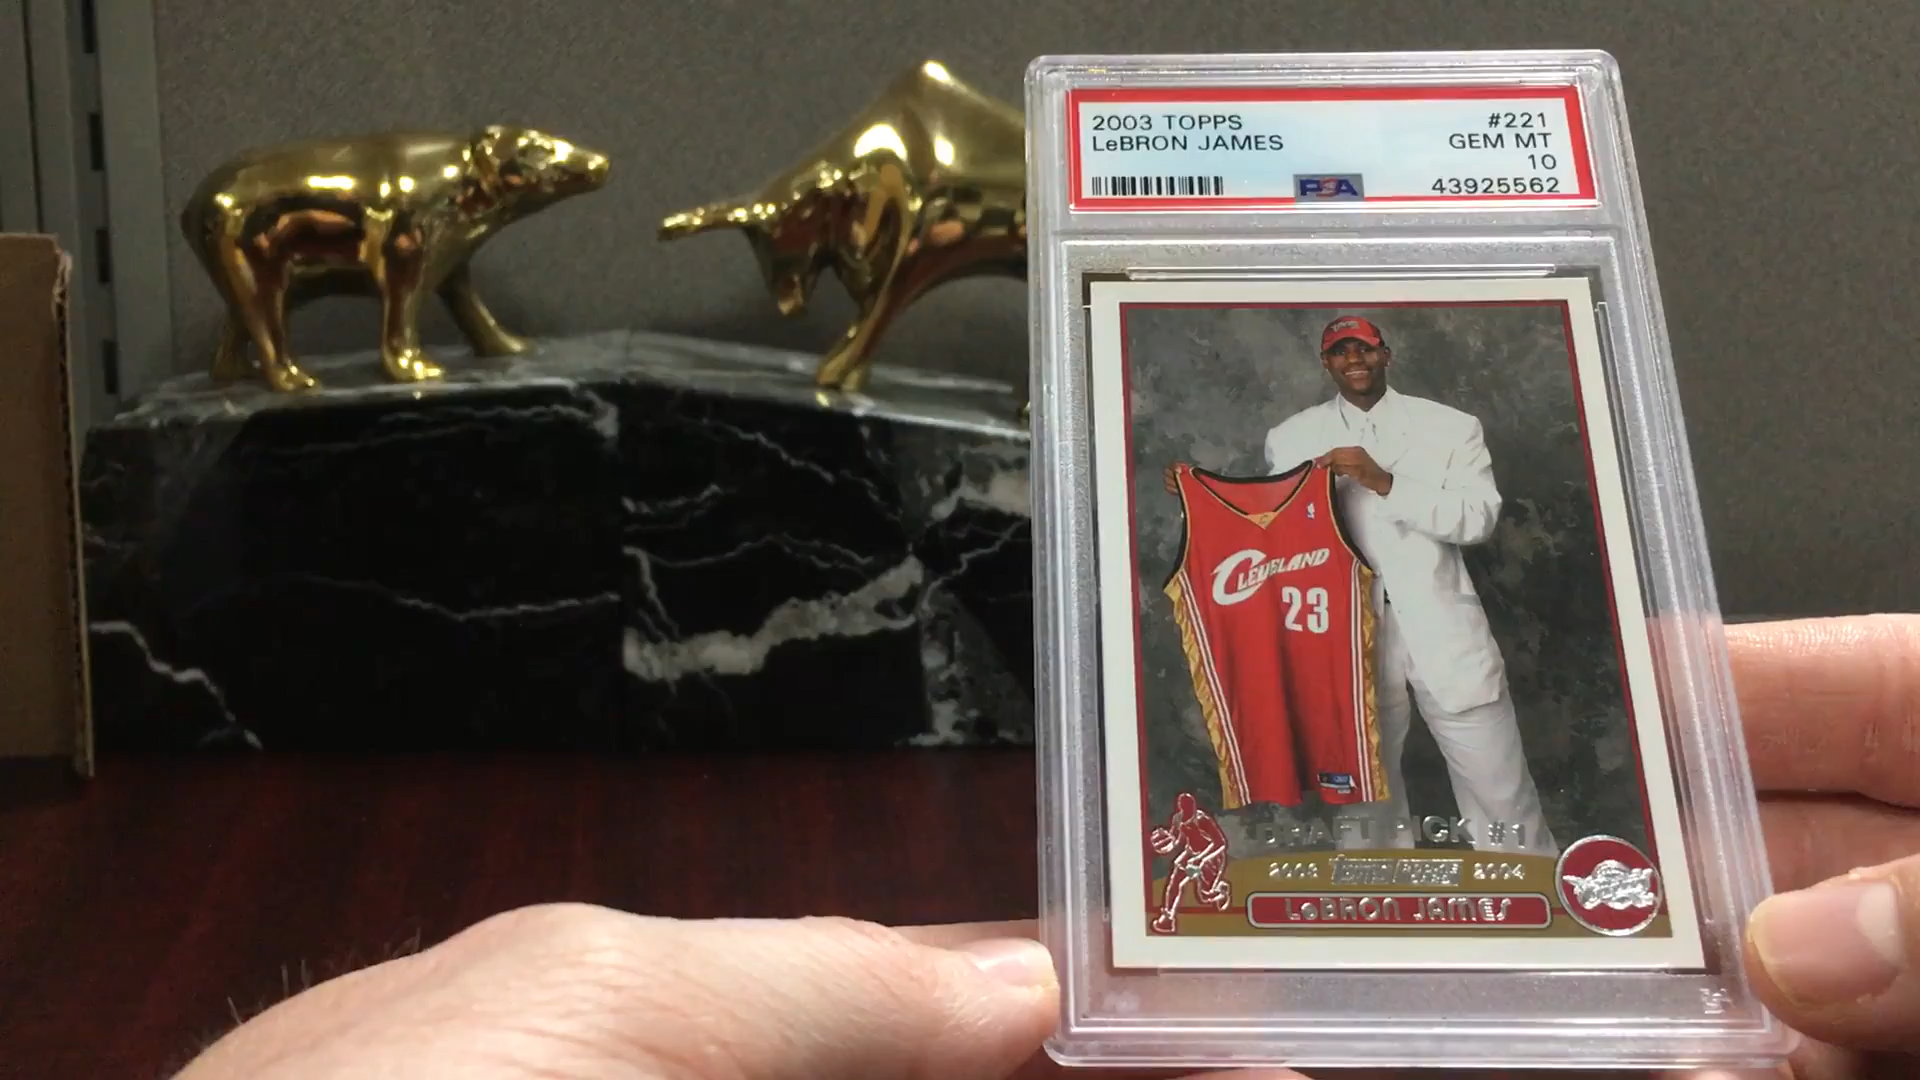 2003 TOPPS #221
LeBRON JAMES GEM MT
10
PSA 43925562
CLEVELAND
23
DRAFT PICK #1
2003 2004
LeBRON JAMES